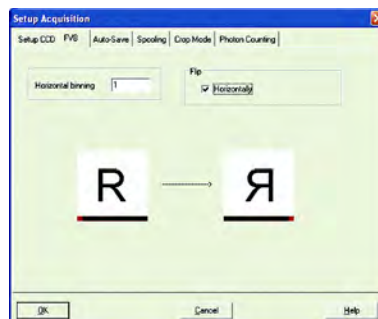 Setup Acquisition
Setup CCD FVB Auto-Save Spooling Crop Mode Photon Counting
Flip
Horizontal binning 1
Horizontally
R Я
OK Cancel Help